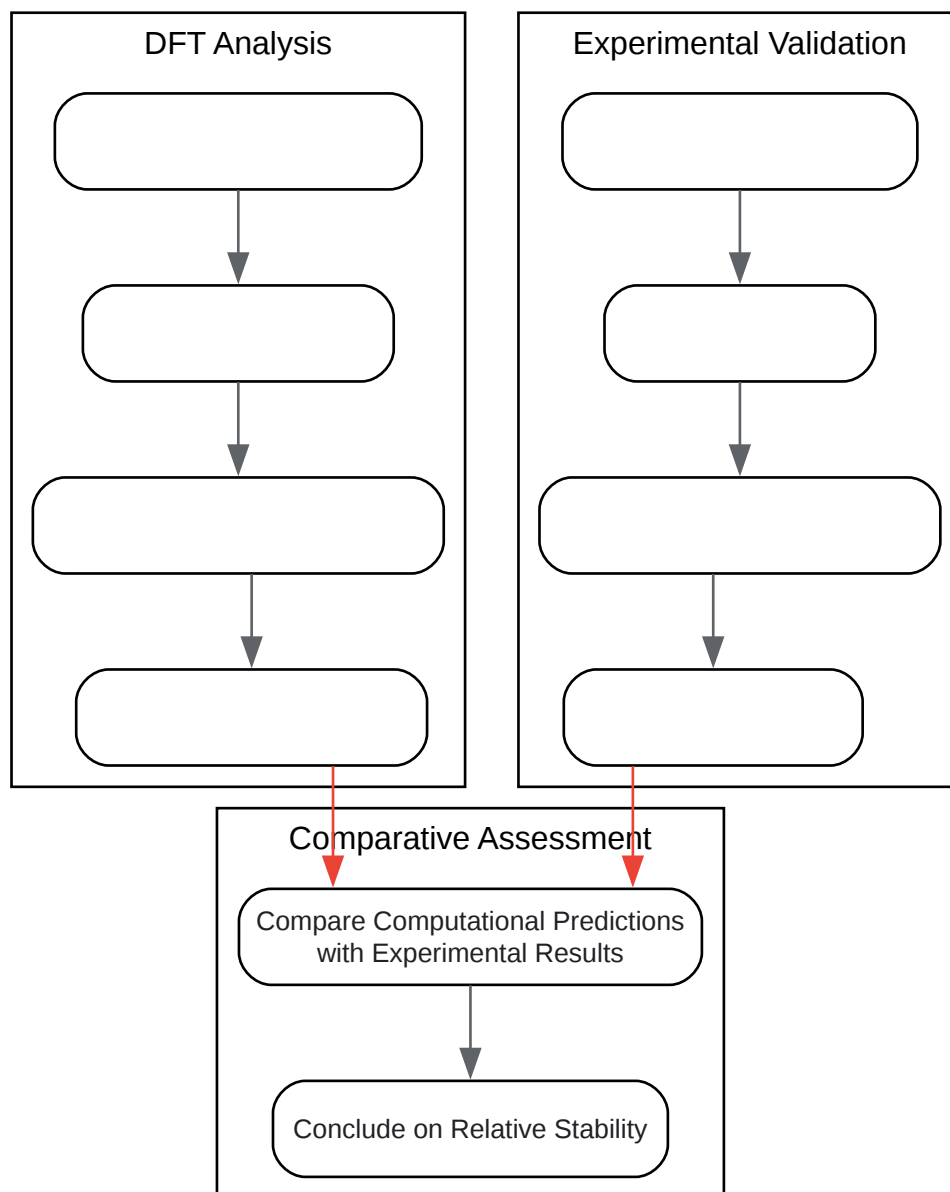 DFT Analysis
Experimental Validation
Comparative Assessment
Compare Computational Predictions
with Experimental Results
Conclude on Relative Stability